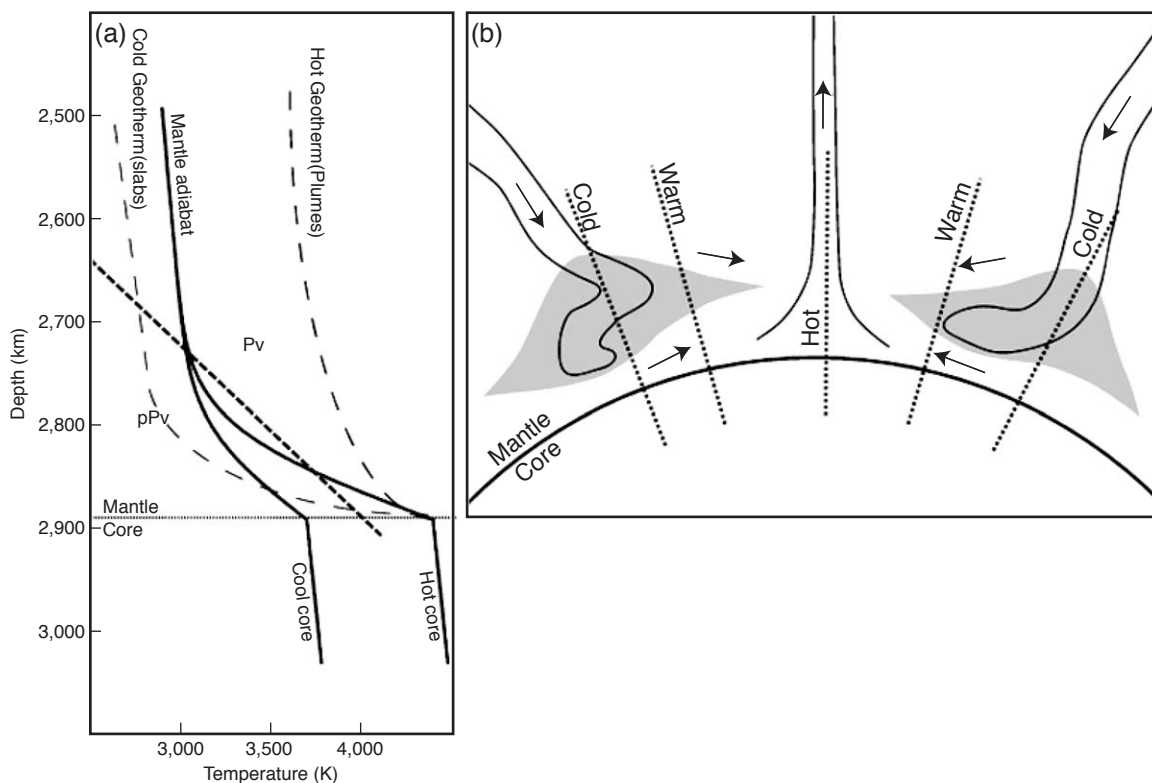 (a)
Cold Geotherm(slabs)
Mantle adiabat
Hot Geotherm(Plumes)
2,500
2,600
2,700
2,800
2,900
3,000
Depth (km)
Pv
pPv
Mantle
Core
Cool core
Hot core
3,000
3,500
4,000
Temperature (K)
(b)
Cold
Warm
Hot
Warm
Cold
Mantle
Core